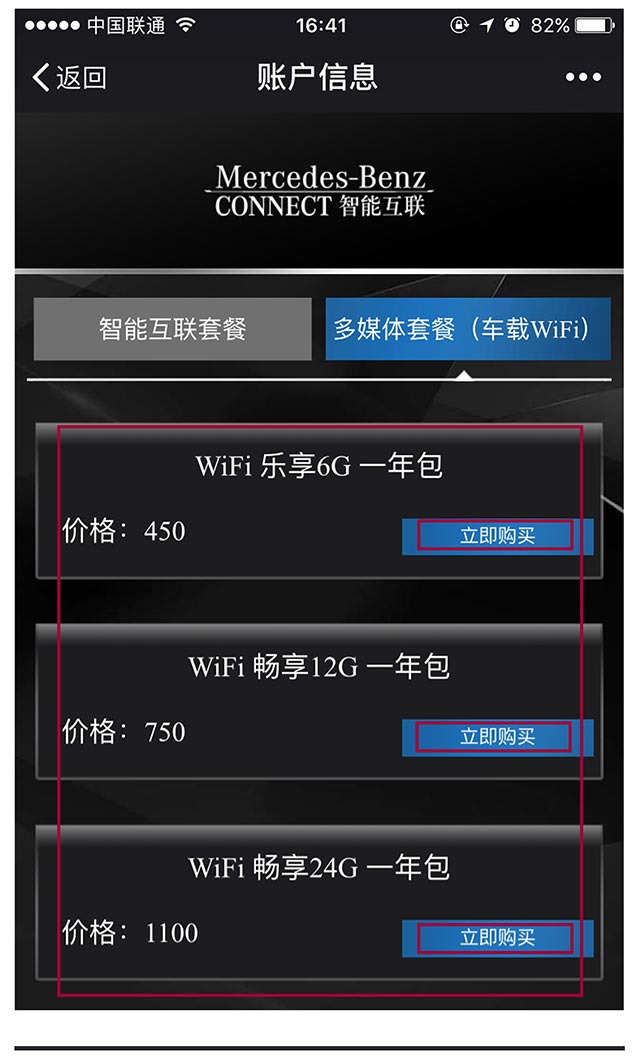 中国联通 16:41 82%
返回 账户信息
Mercedes-Benz
CONNECT 智能互联
智能互联套餐 多媒体套餐（车载WiFi）
WiFi 乐享6G 一年包
价格：450 立即购买
WiFi 畅享12G 一年包
价格：750 立即购买
WiFi 畅享24G 一年包
价格：1100 立即购买